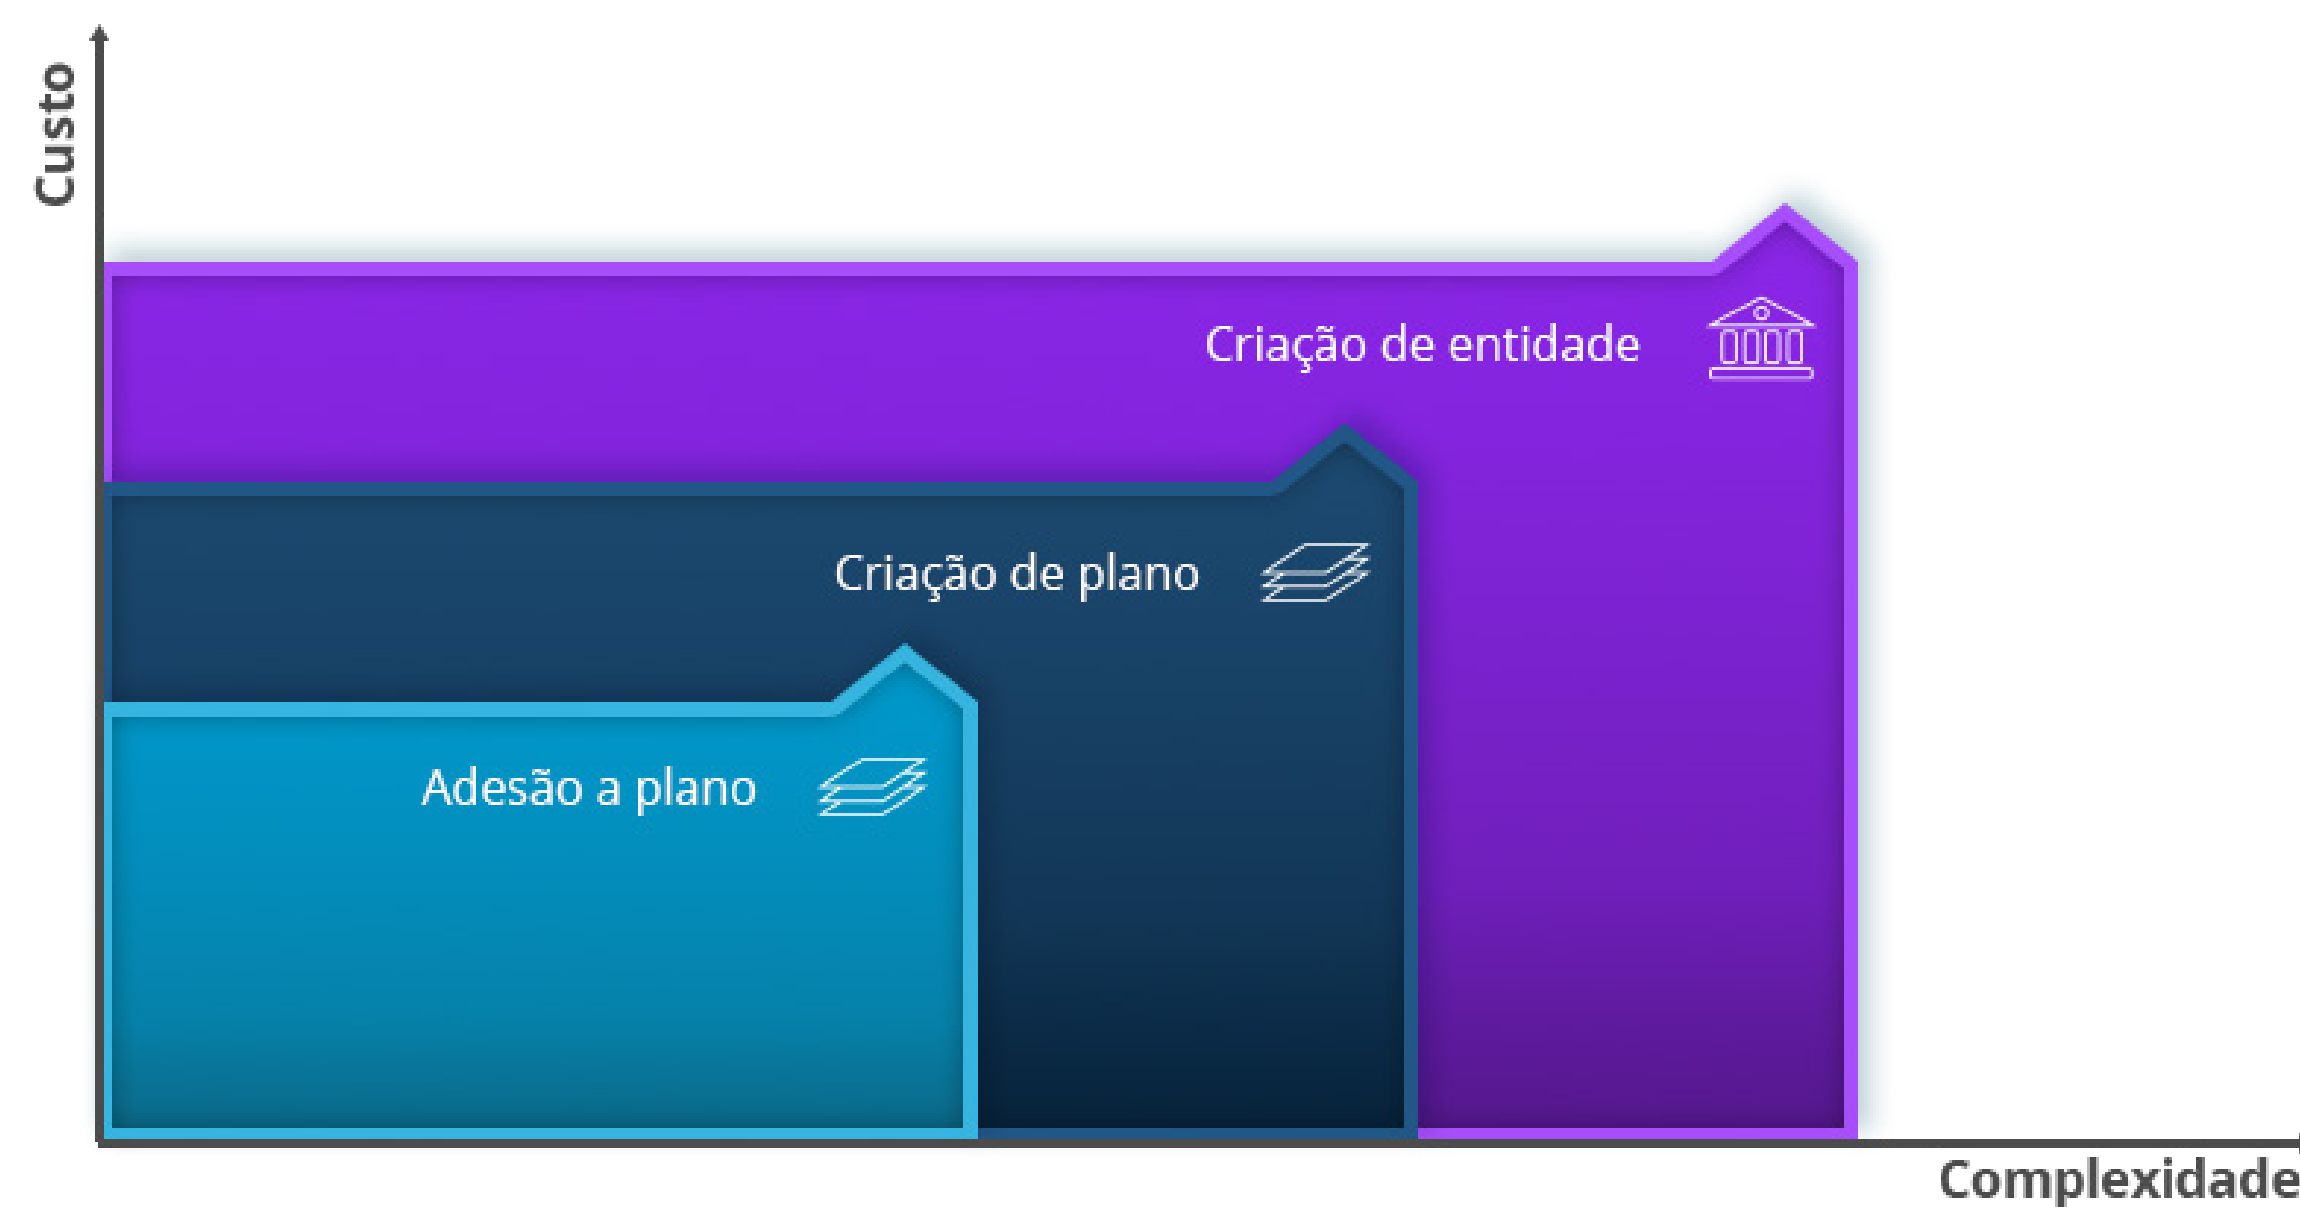 Custo
Criação de entidade
Criação de plano
Adesão a plano
Complexidade